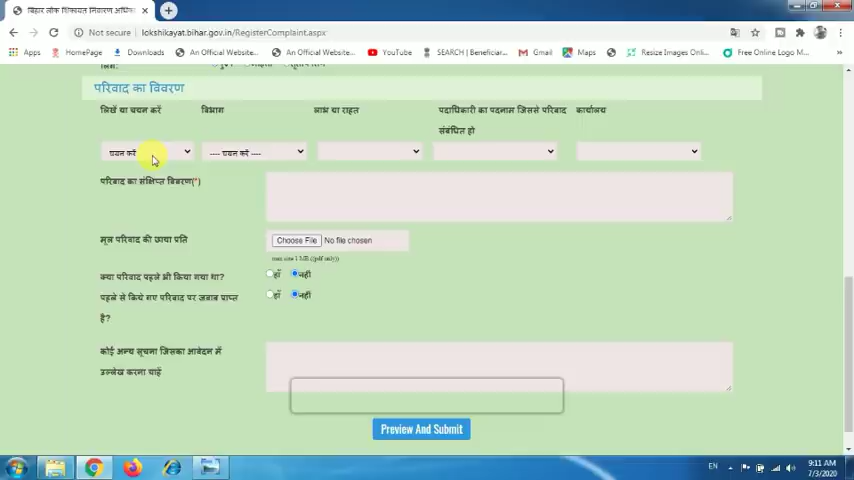 बिहार लोक शिकायत निवारण अधिक
Not secure | lokshikayat.bihar.gov.in/RegisterComplaint.aspx
Apps HomePage Downloads An Official Website... An Official Website... YouTube SEARCH | Beneficiar... Gmail Maps Resize Images Onlin... Free Online Logo M...
परिवाद का विवरण
लिखें या चयन करें विभाग लाभ या राहत पदाधिकारी का पदनाम जिससे परिवाद संबंधित हो कार्यालय
चयन करें ---- चयन करें ----
परिवाद का संक्षिप्त विवरण(*)
मूल परिवाद की छाया प्रति Choose File No file chosen
क्या परिवाद पहले भी किया गया था? हाँ नहीं
पहले से किये गए परिवाद पर जवाब प्राप्त है? हाँ नहीं
कोई अन्य सूचना जिसका आवेदन में
उल्लेख करना चाहें
Preview And Submit
EN 9:11 AM
7/3/2020